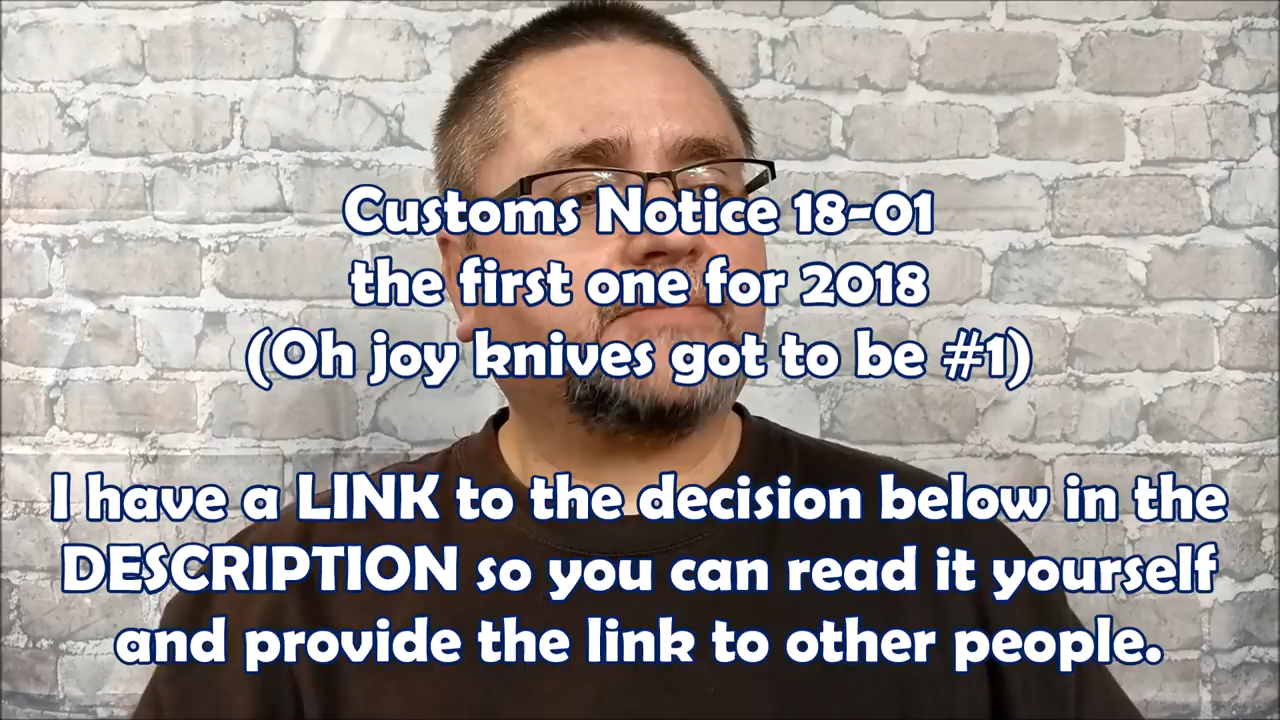 Customs Notice 18-01
the first one for 2018
(Oh joy knives got to be #1)
I have a LINK to the decision below in the
DESCRIPTION so you can read it yourself
and provide the link to other people.